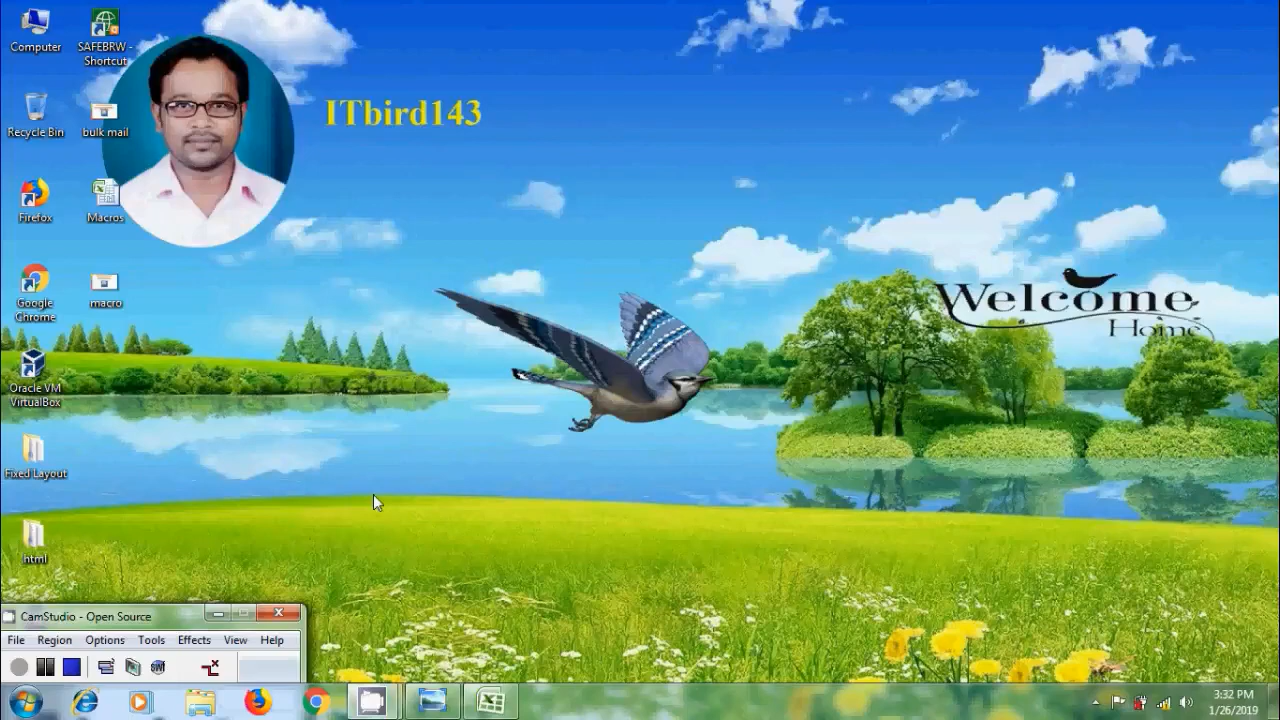 Computer
SAFEBRW -
Shortcut
Recycle Bin
bulk mail
Firefox
Macros
Google
Chrome
macro
Oracle VM
VirtualBox
Fixed Layout
html
ITbird143
Welcome
Home
CamStudio - Open Source
File Region Options Tools Effects View Help
3:32 PM
1/26/2019